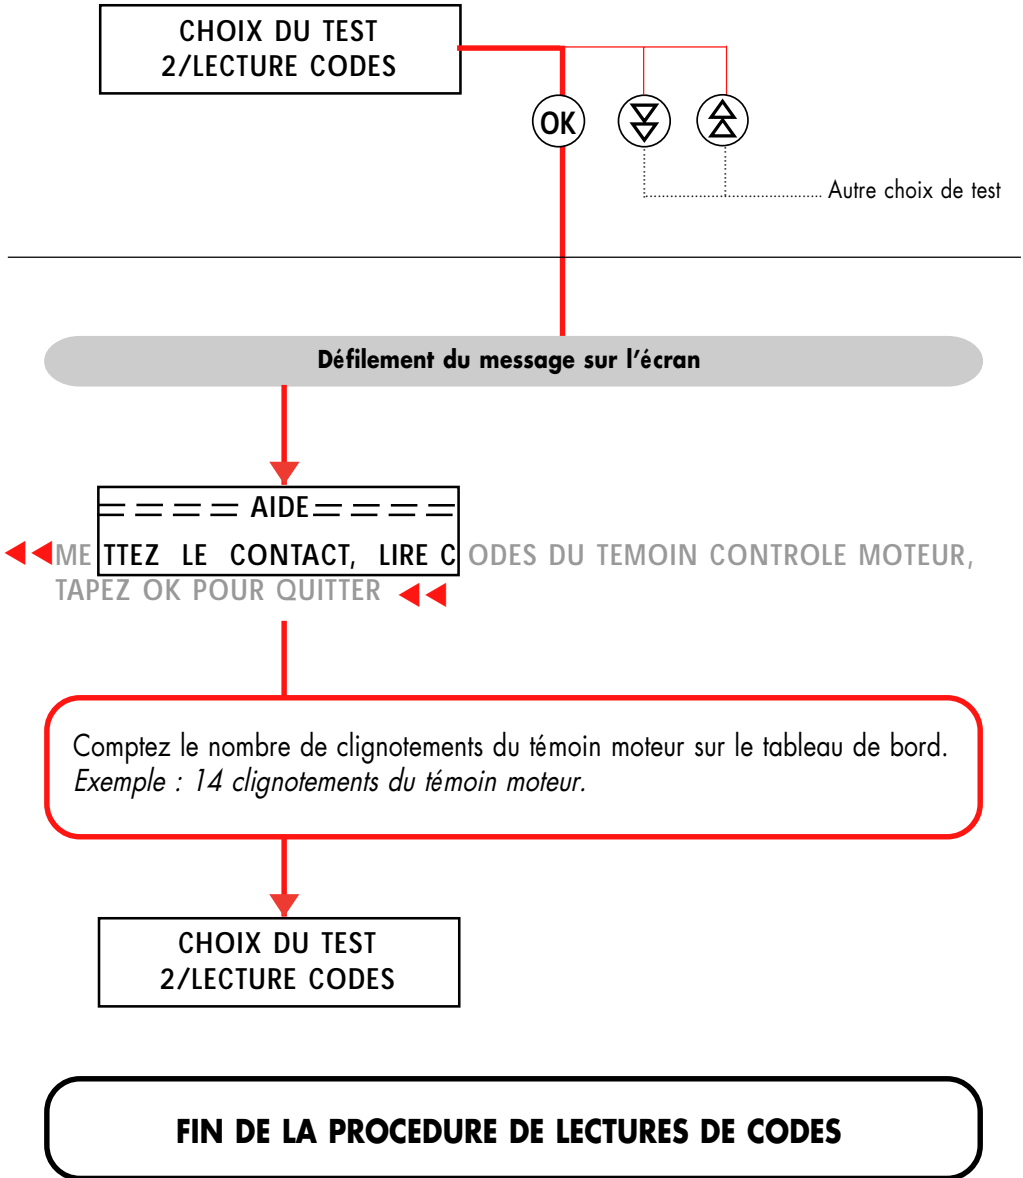 CHOIX DU TEST
2/LECTURE CODES
OK
Autre choix de test
Défilement du message sur l'écran
==== AIDE ====
METTEZ LE CONTACT, LIRE CODES DU TEMOIN CONTROLE MOTEUR,
TAPEZ OK POUR QUITTER
Comptez le nombre de clignotements du témoin moteur sur le tableau de bord.
Exemple : 14 clignotements du témoin moteur.
CHOIX DU TEST
2/LECTURE CODES
FIN DE LA PROCEDURE DE LECTURES DE CODES